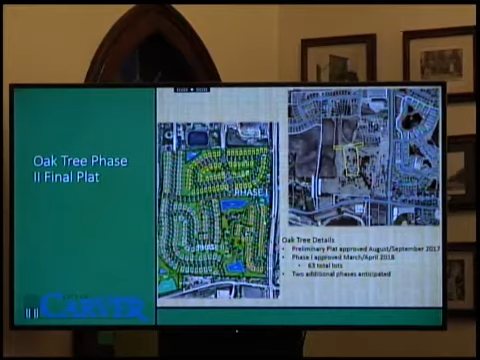 Oak Tree Phase
II Final Plat
PHASE I
Oak Tree Details
Preliminary Plat approved August/September 2017
Phase I approved March/April 2018
63 total lots
Two additional phases anticipated
CARVER